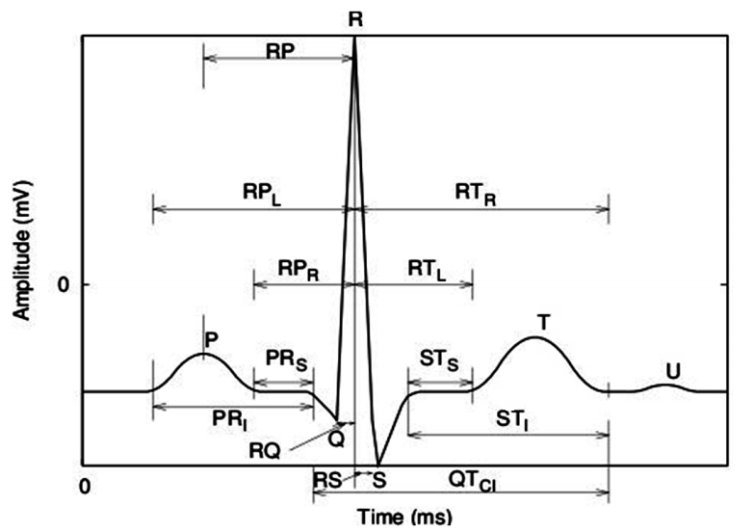 R
RP
RP_L
RT_R
RP_R
RT_L
Amplitude (mV)
0
P
PR_S
ST_S
T
U
PR_I
Q
ST_I
RQ
0
RS
S
QT_CI
Time (ms)